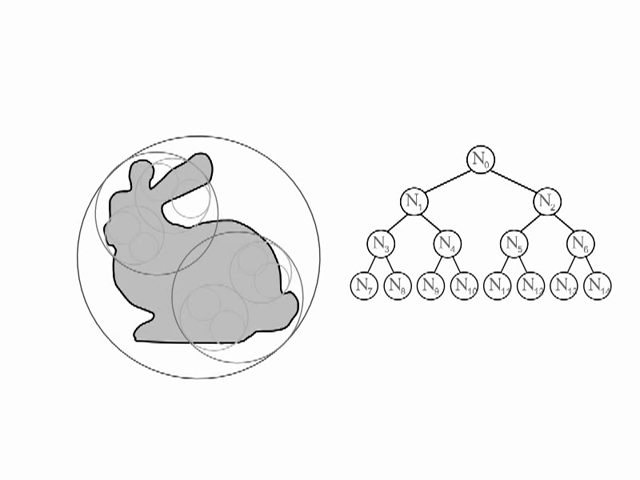 N₀
N₁ N₂
N₃ N₄ N₅ N₆
N₇ N₈ N₉ N₁₀ N₁₁ N₁₂ N₁₃ N₁₄